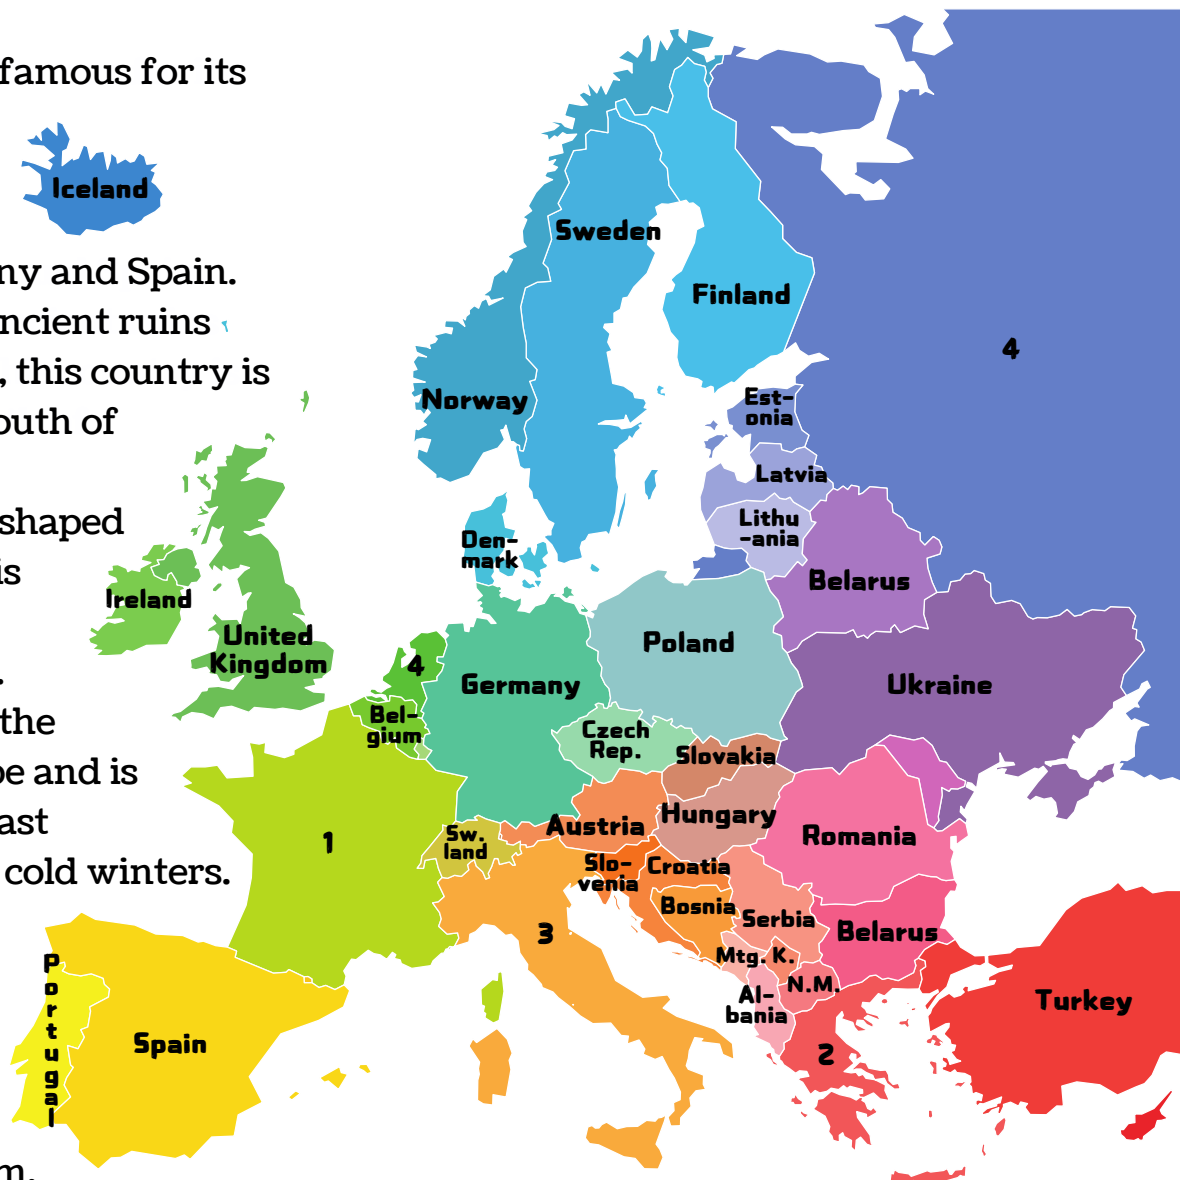 famous for its
Iceland
ny and Spain.
ncient ruins
, this country is
outh of
shaped
is
.
the
pe and is
ast
cold winters.
m.
Sweden
Finland
4
Norway
Est-
onia
Latvia
Lithu
-ania
Den-
mark
Belarus
Ireland
United
Kingdom
4
Germany
Poland
Ukraine
Bel-
gium
Czech
Rep.
Slovakia
Austria
Hungary
Romania
1
Sw.
land
Slo-
venia
Croatia
Bosnia
Serbia
Belarus
3
Mtg.
K.
N.M.
Al-
bania
2
Turkey
Portugal
Spain